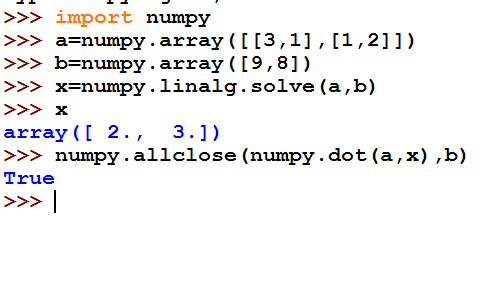 >>> import numpy
>>> a=numpy.array([[3,1],[1,2]])
>>> b=numpy.array([9,8])
>>> x=numpy.linalg.solve(a,b)
>>> x
array([ 2.,  3.])
>>> numpy.allclose(numpy.dot(a,x),b)
True
>>>